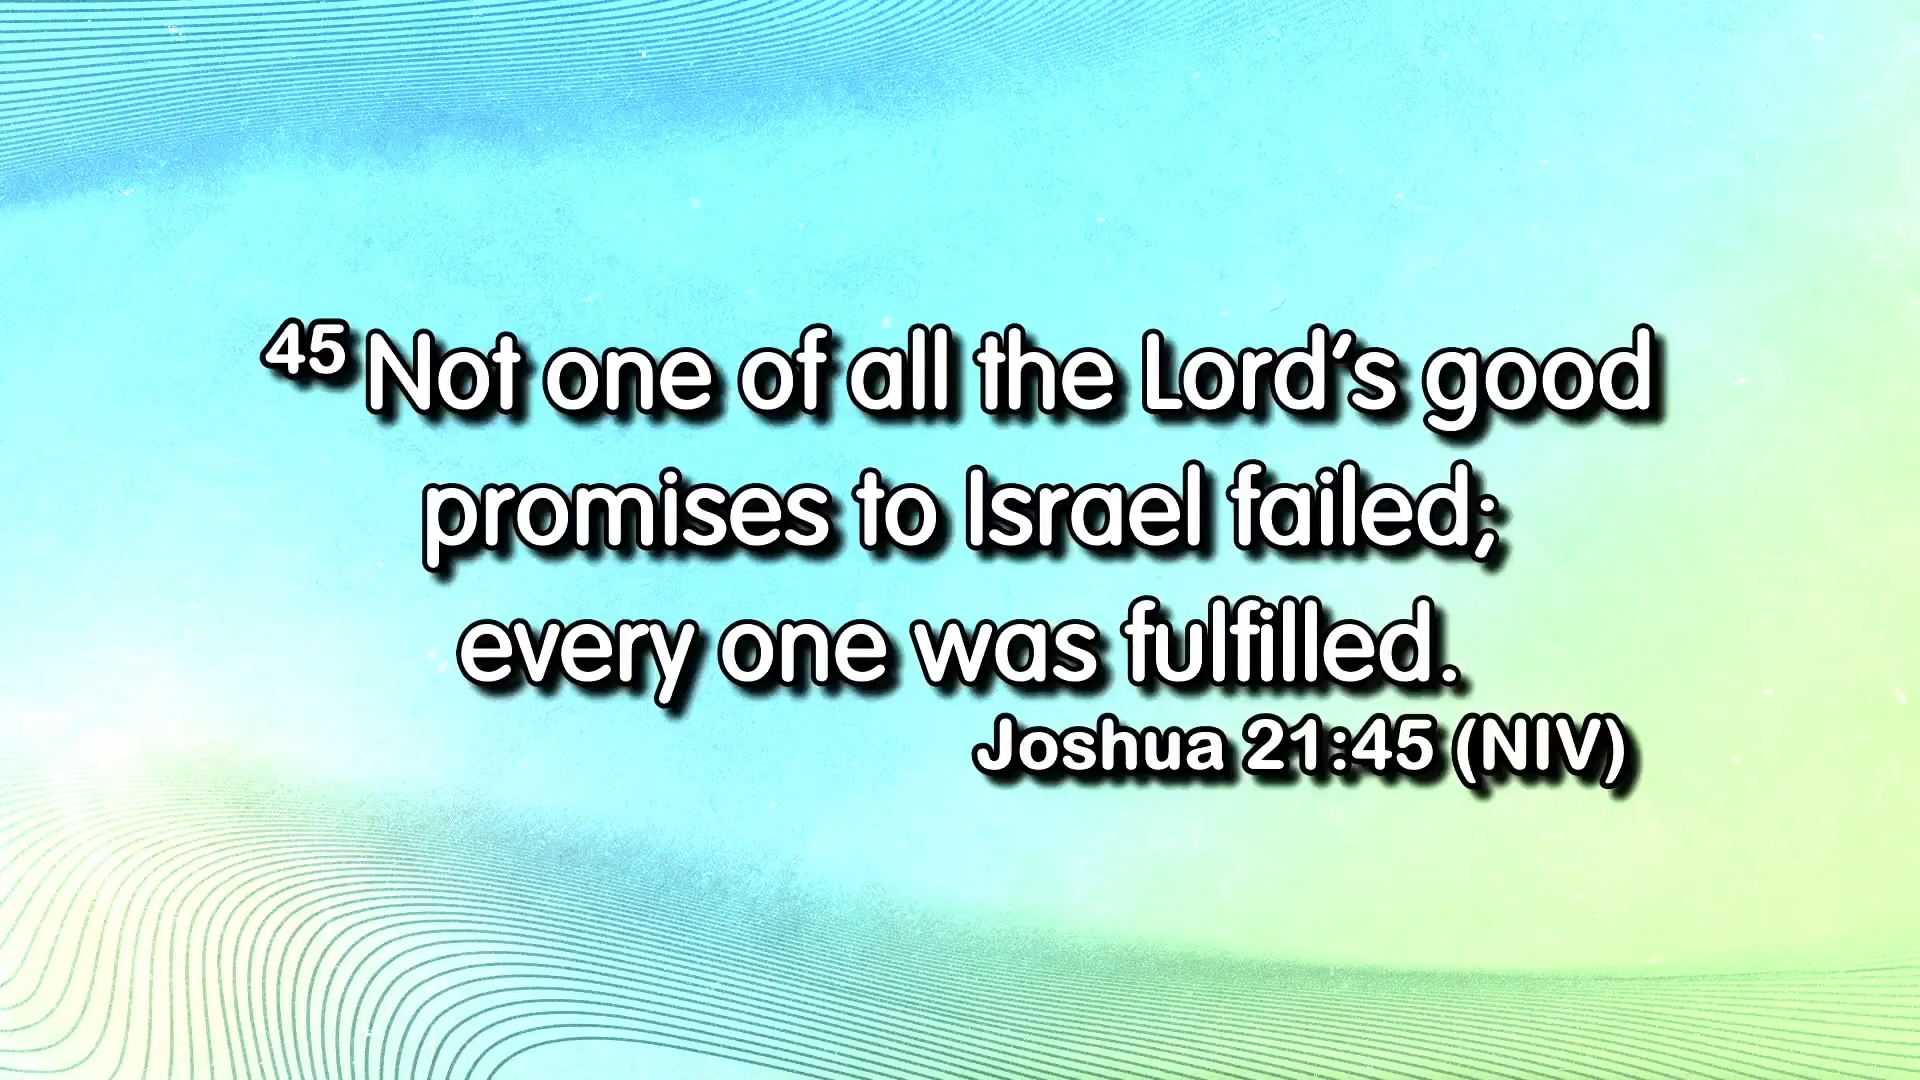 45 Not one of all the Lord’s good
promises to Israel failed;
every one was fulfilled.
Joshua 21:45 (NIV)